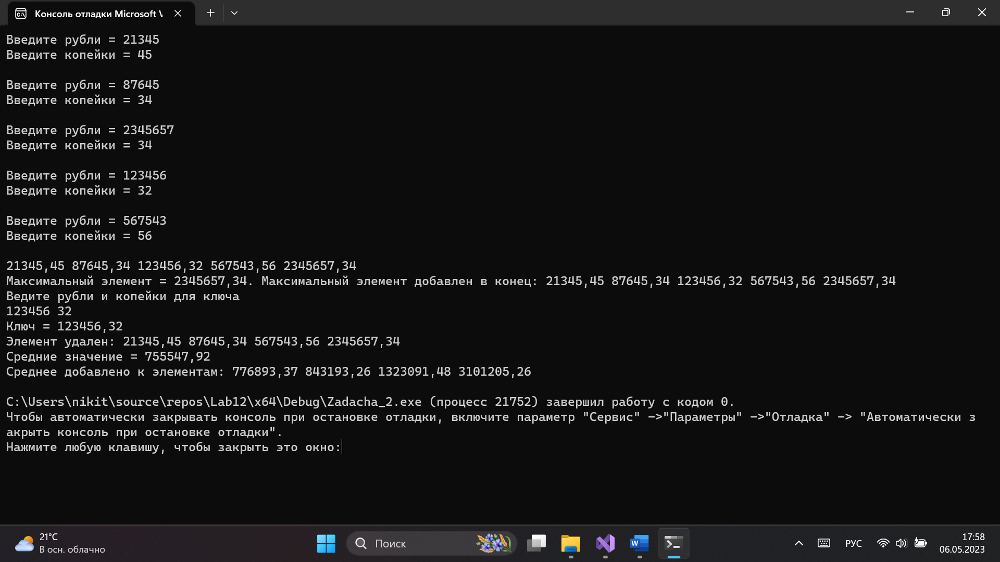 Консоль отладки Microsoft V
Введите рубли = 21345
Введите копейки = 45
Введите рубли = 87645
Введите копейки = 34
Введите рубли = 2345657
Введите копейки = 34
Введите рубли = 123456
Введите копейки = 32
Введите рубли = 567543
Введите копейки = 56
21345,45 87645,34 123456,32 567543,56 2345657,34
Максимальный элемент = 2345657,34. Максимальный элемент добавлен в конец: 21345,45 87645,34 123456,32 567543,56 2345657,34
Ведите рубли и копейки для ключа
123456 32
Ключ = 123456,32
Элемент удален: 21345,45 87645,34 567543,56 2345657,34
Средние значение = 755547,92
Среднее добавлено к элементам: 776893,37 843193,26 1323091,48 3101205,26
C:\Users\nikit\source\repos\Lab12\x64\Debug\Zadacha_2.exe (процесс 21752) завершил работу с кодом 0.
Чтобы автоматически закрывать консоль при остановке отладки, включите параметр "Сервис" ->"Параметры" ->"Отладка" -> "Автоматически з
акрыть консоль при остановке отладки".
Нажмите любую клавишу, чтобы закрыть это окно:
21°C
В осн. облачно
Поиск
РУС
17:58
06.05.2023